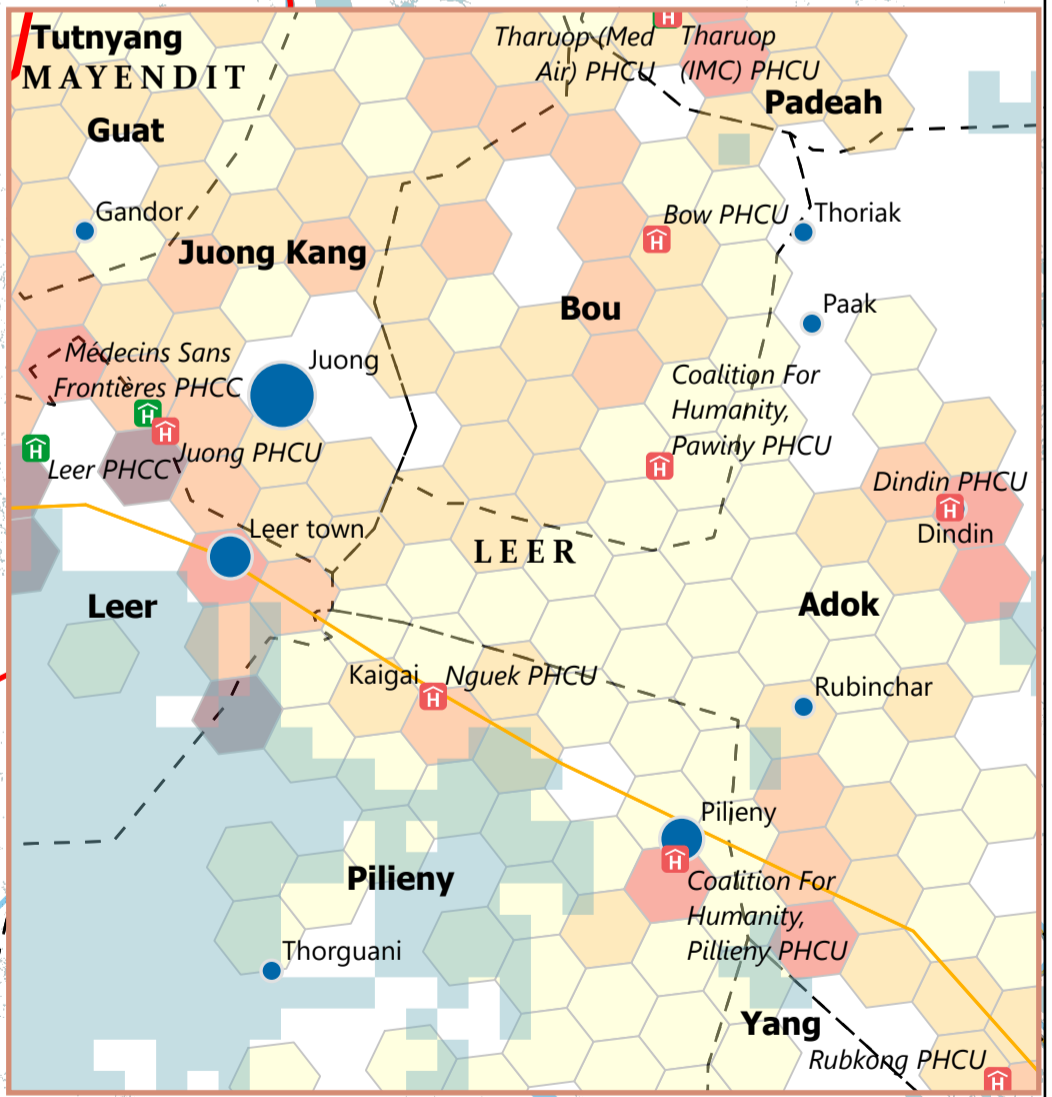 Tutnyang
MAYENDIT
Tharuop (Med
Air) PHCU
Tharuop
(IMC) PHCU
Padeah
Guat
Gandor
Bow PHCU
Thoriak
Juong Kang
Bou
Paak
Médecins Sans
Frontières PHCC
Juong
Coalition For
Humanity,
Pawiny PHCU
Juong PHCU
Leer PHCC
Dindin PHCU
Dindin
Leer town
LEER
Leer
Adok
Kaigai
Nguek PHCU
Rubinchar
Pilieny
Pilieny
Coalition For
Humanity,
Pillieny PHCU
Thorguani
Yang
Rubkong PHCU
H
H
H
H
H
H
H
H
H
H